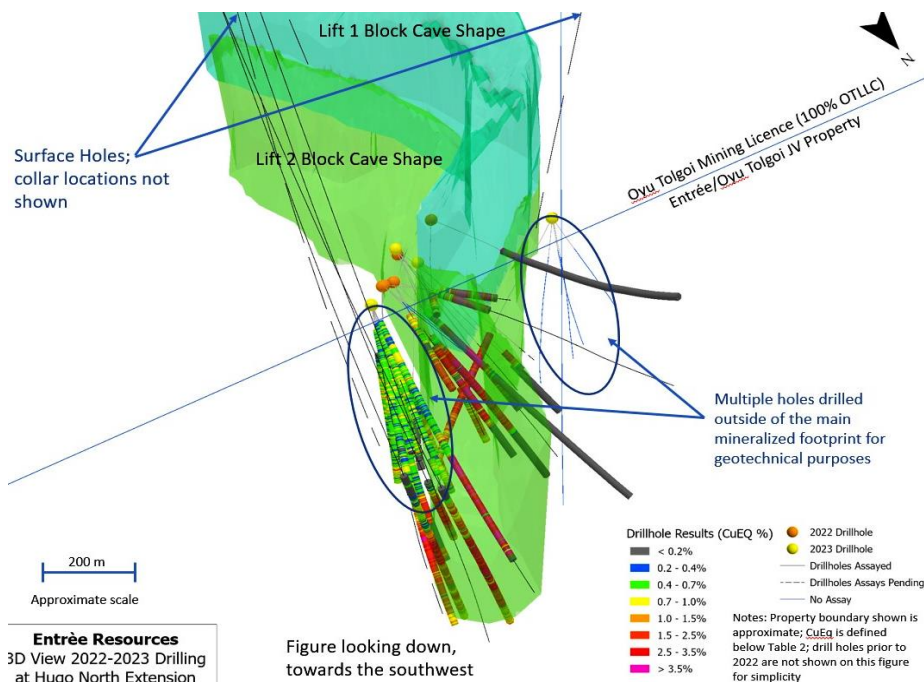 Lift 1 Block Cave Shape
N
Oyu Tolgoi Mining Licence (100% OTLLC)
Entrée/Oyu Tolgoi JV Property
Surface Holes;
collar locations not
shown
Lift 2 Block Cave Shape
Multiple holes drilled
outside of the main
mineralized footprint for
geotechnical purposes
200 m
Approximate scale
Entrèe Resources
3D View 2022-2023 Drilling
at Hugo North Extension
Figure looking down,
towards the southwest
Drillhole Results (CuEQ %)
< 0.2%
0.2 - 0.4%
0.4 - 0.7%
0.7 - 1.0%
1.0 - 1.5%
1.5 - 2.5%
2.5 - 3.5%
> 3.5%
2022 Drillhole
2023 Drillhole
Drillholes Assayed
Drillholes Assays Pending
No Assay
Notes: Property boundary shown is
approximate; CuEq is defined
below Table 2; drill holes prior to
2022 are not shown on this figure
for simplicity